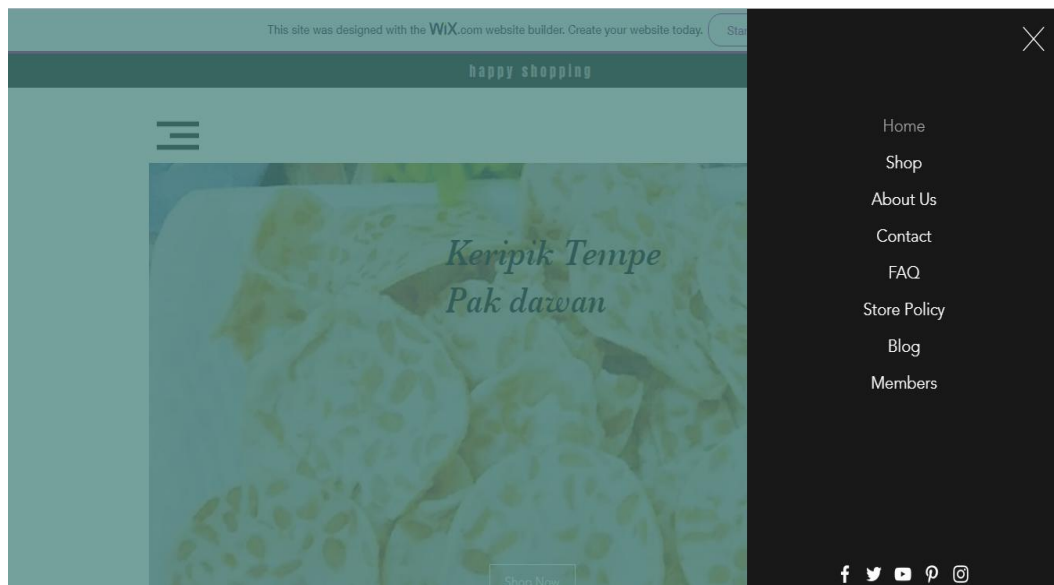 This site was designed with the WiX.com website builder. Create your website today.
happy shopping
Keripik Tempe
Pak dawan
Shop Now
Home
Shop
About Us
Contact
FAQ
Store Policy
Blog
Members